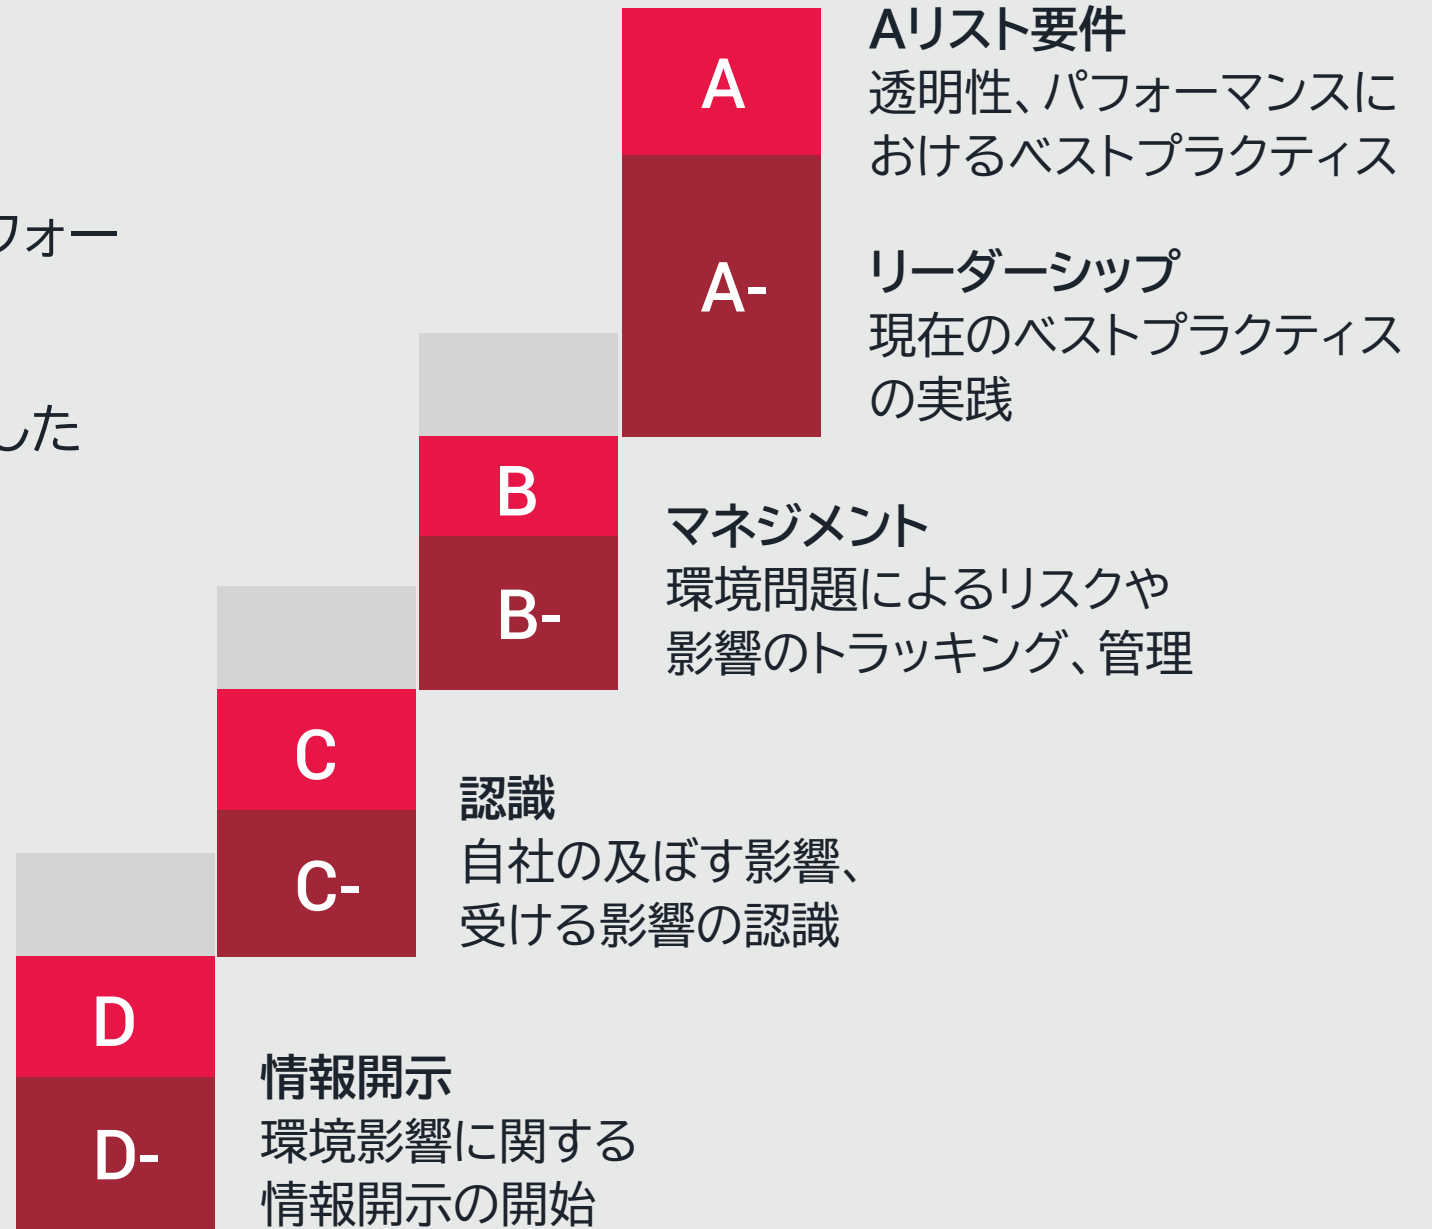 A
Aリスト要件
透明性、パフォーマンスに
おけるベストプラクティス
フォー
した
A-
リーダーシップ
現在のベストプラクティス
の実践
B
B-
マネジメント
環境問題によるリスクや
影響のトラッキング、管理
C
C-
認識
自社の及ぼす影響、
受ける影響の認識
D
D-
情報開示
環境影響に関する
情報開示の開始